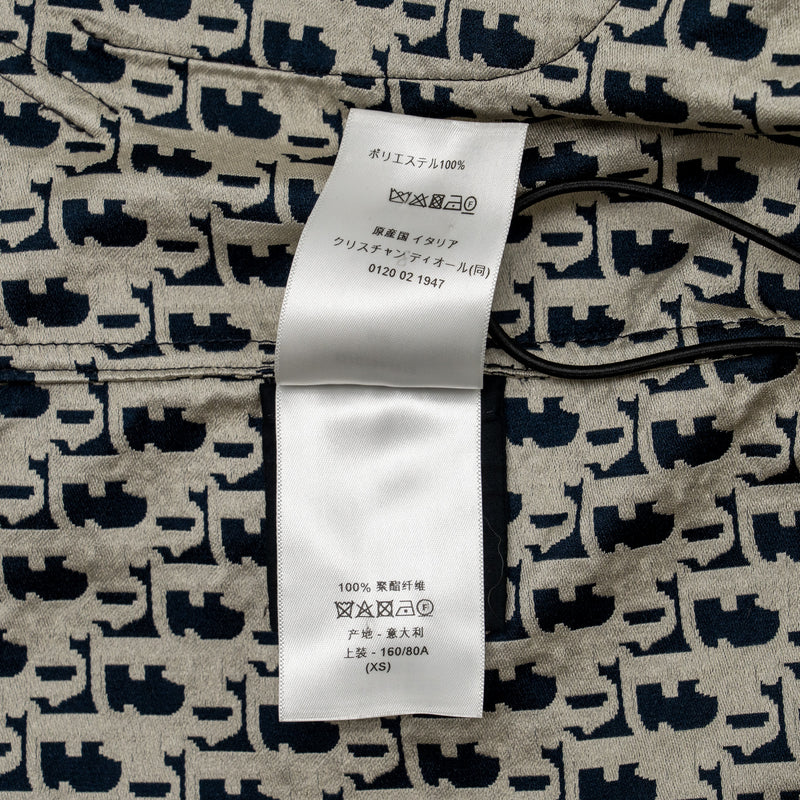 ポリエステル100%
原産国 イタリア
クリスチャン ディオール(同)
0120 02 1947
100% 聚酯纤维
F
产地 - 意大利
上装 - 160/80A
(XS)